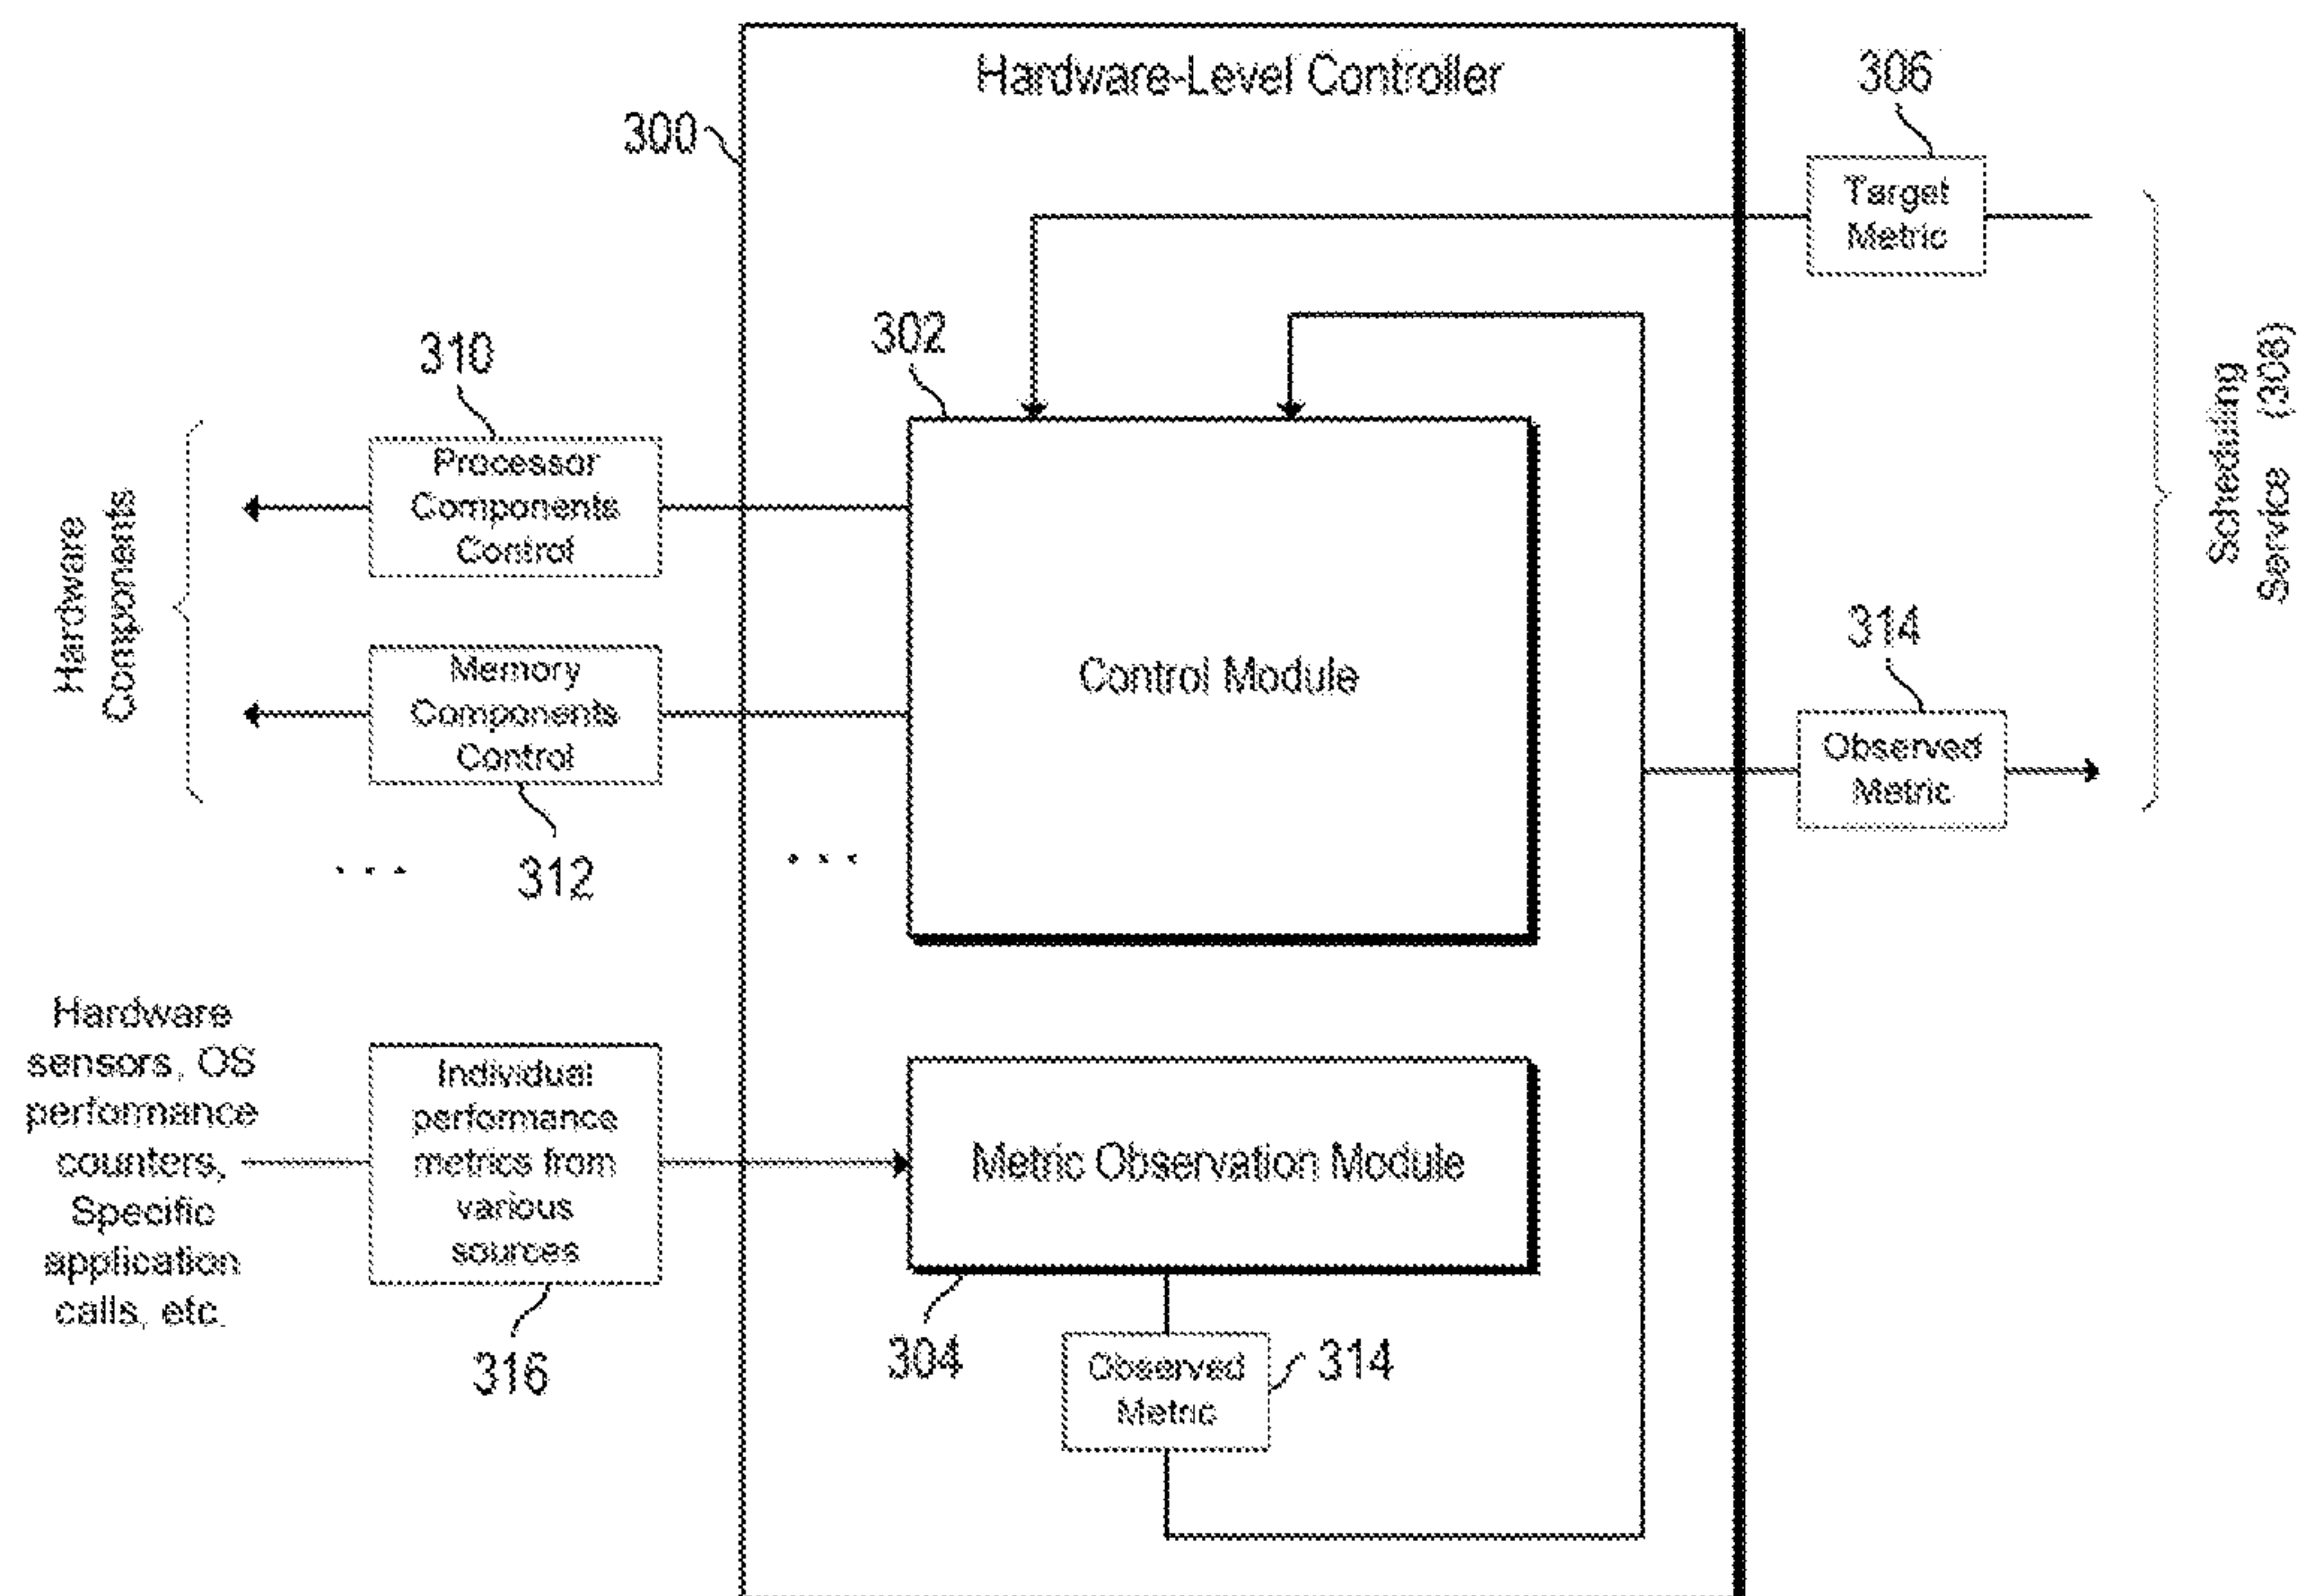 Hardware-Level Controller
300
306
Target
Metric
302
310
Processor
Components
Control
Hardware
Components
Memory
Components
Control
312
. . .
. . .
Control Module
Scheduling
Service (308)
314
Observed
Metric
Hardware
sensors, OS
performance
counters,
Specific
application
calls, etc.
Individual
performance
metrics from
various
sources
316
Metric Observation Module
304
Observed
Metric
314